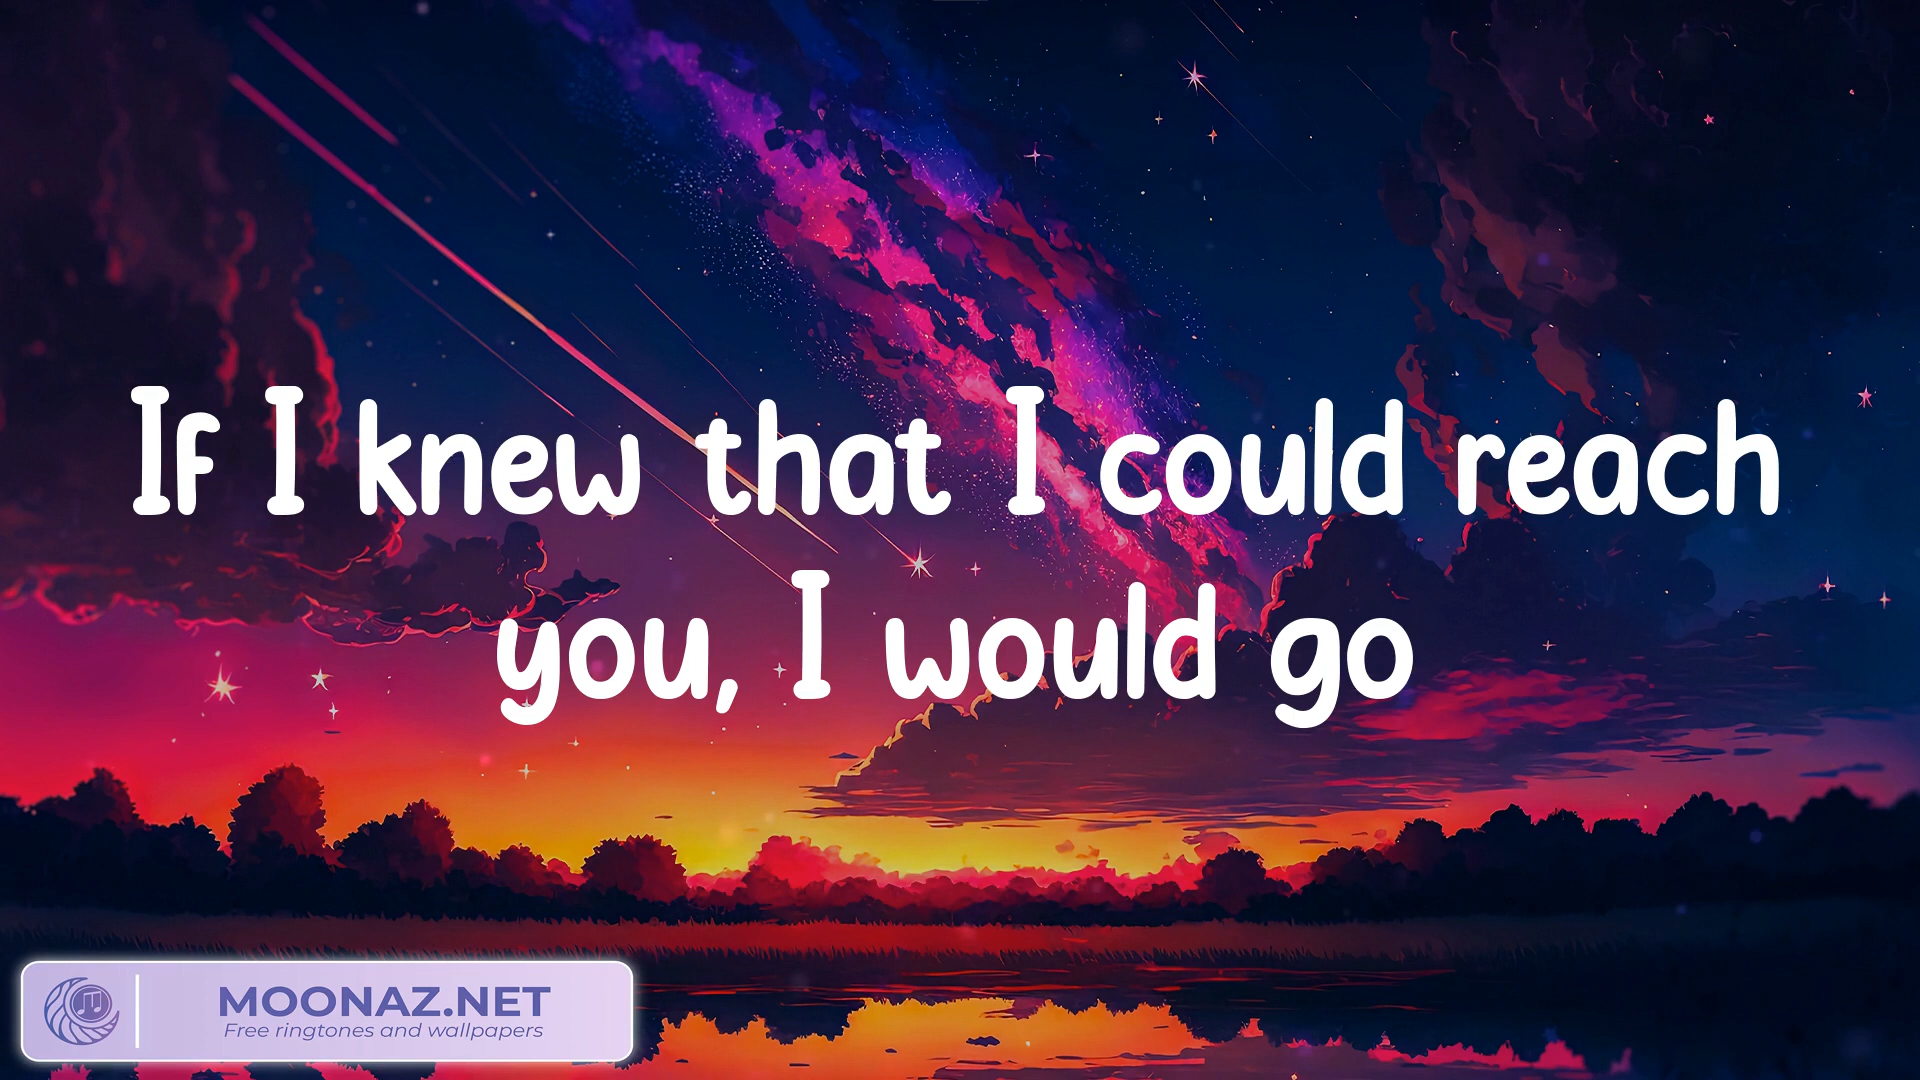 If I knew that I could reach
you, I would go
MOONAZ.NET
Free ringtones and wallpapers